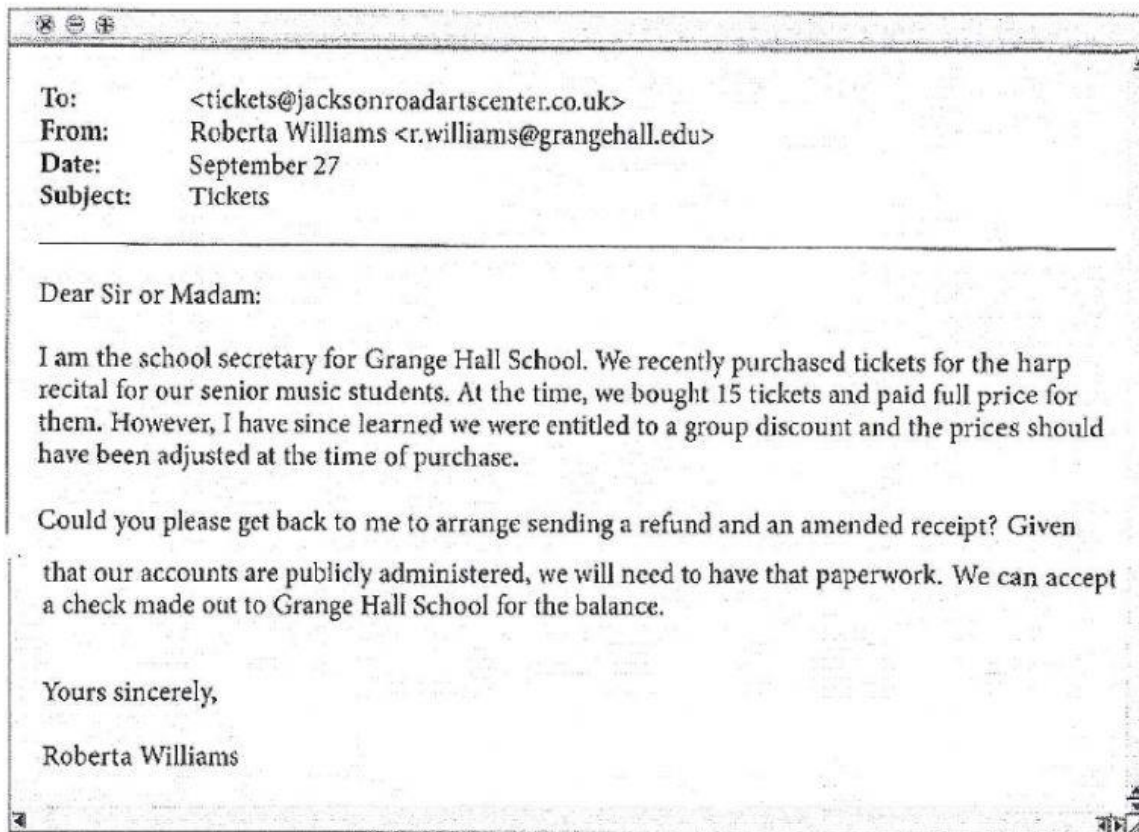 To: <tickets@jacksonroadartscenter.co.uk>
From: Roberta Williams <r.williams@grangehall.edu>
Date: September 27
Subject: Tickets
Dear Sir or Madam:
I am the school secretary for Grange Hall School. We recently purchased tickets for the harp
recital for our senior music students. At the time, we bought 15 tickets and paid full price for
them. However, I have since learned we were entitled to a group discount and the prices should
have been adjusted at the time of purchase.
Could you please get back to me to arrange sending a refund and an amended receipt? Given
that our accounts are publicly administered, we will need to have that paperwork. We can accept
a check made out to Grange Hall School for the balance.
Yours sincerely,
Roberta Williams